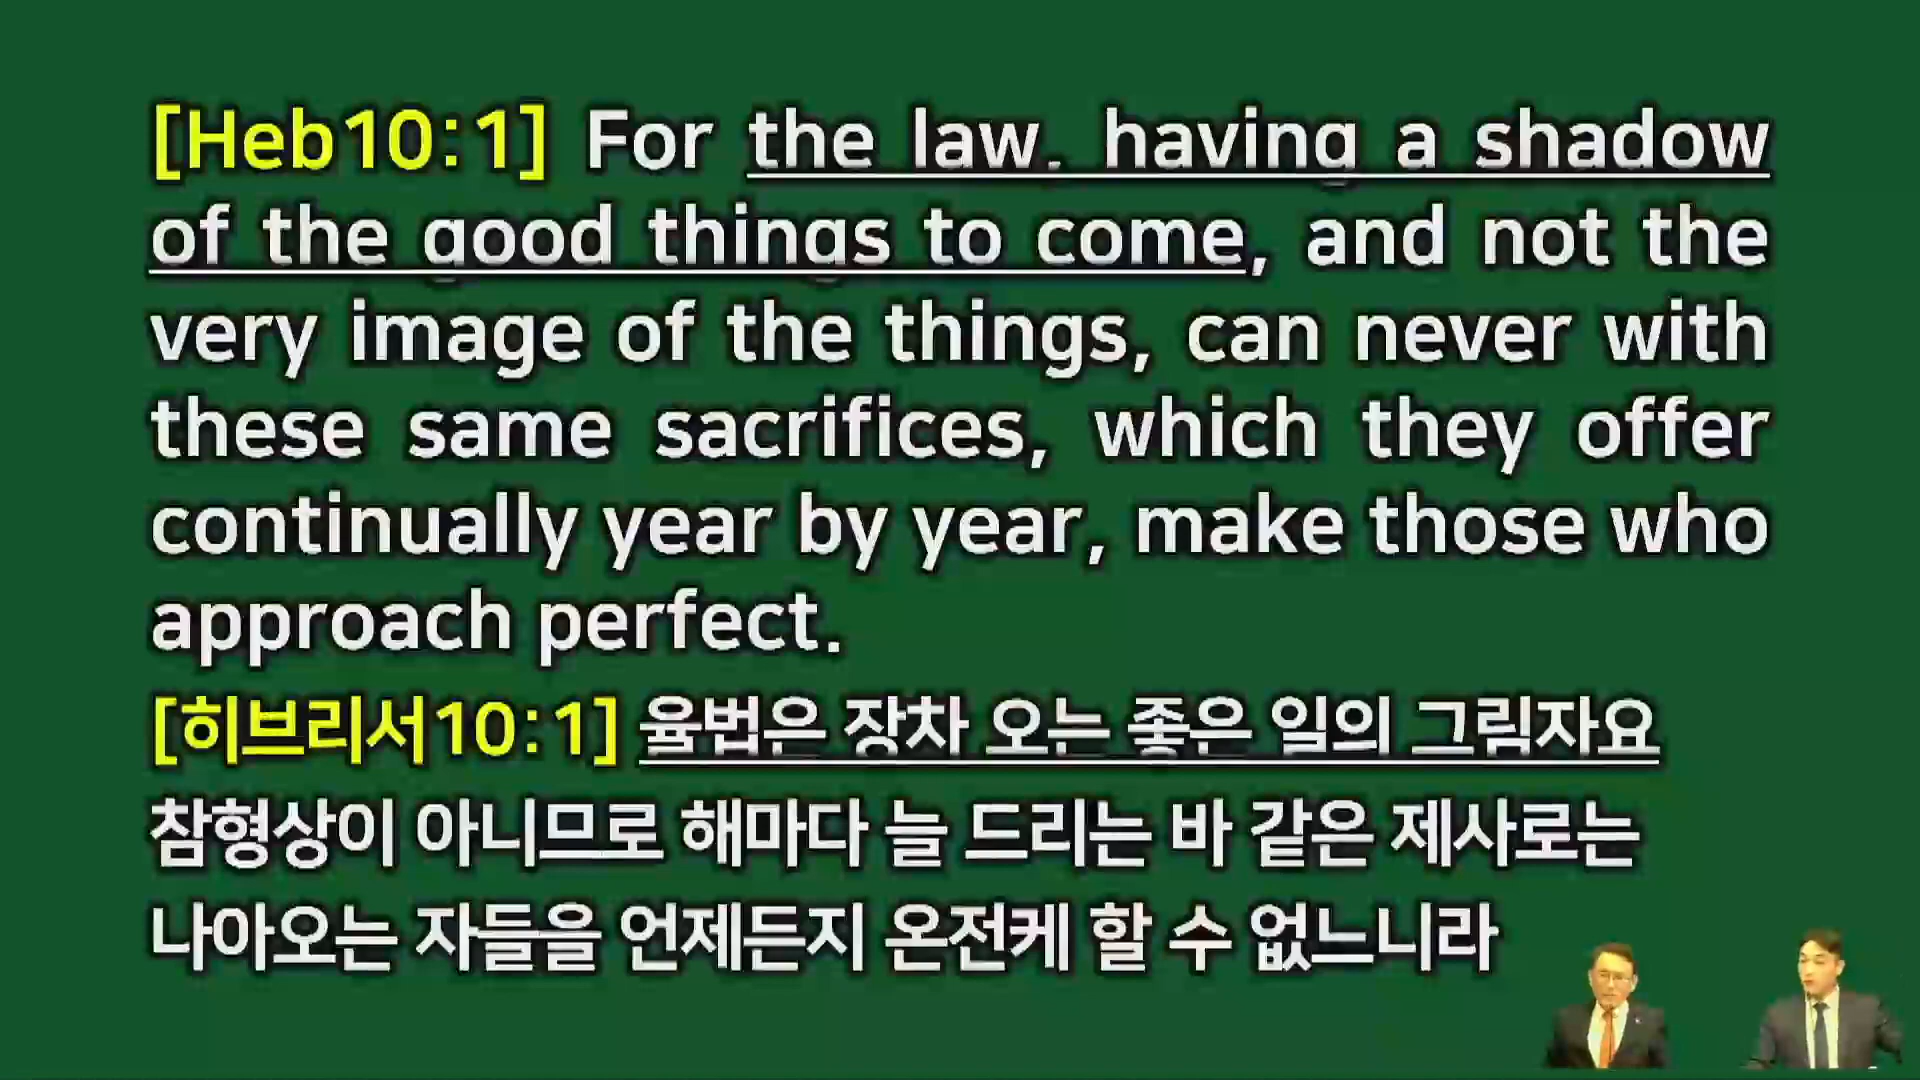 [Heb10:1] For the law, having a shadow
of the good things to come, and not the
very image of the things, can never with
these same sacrifices, which they offer
continually year by year, make those who
approach perfect.
[히브리서10:1] 율법은 장차 오는 좋은 일의 그림자요
참형상이 아니므로 해마다 늘 드리는 바 같은 제사로는
나아오는 자들을 언제든지 온전케 할 수 없느니라